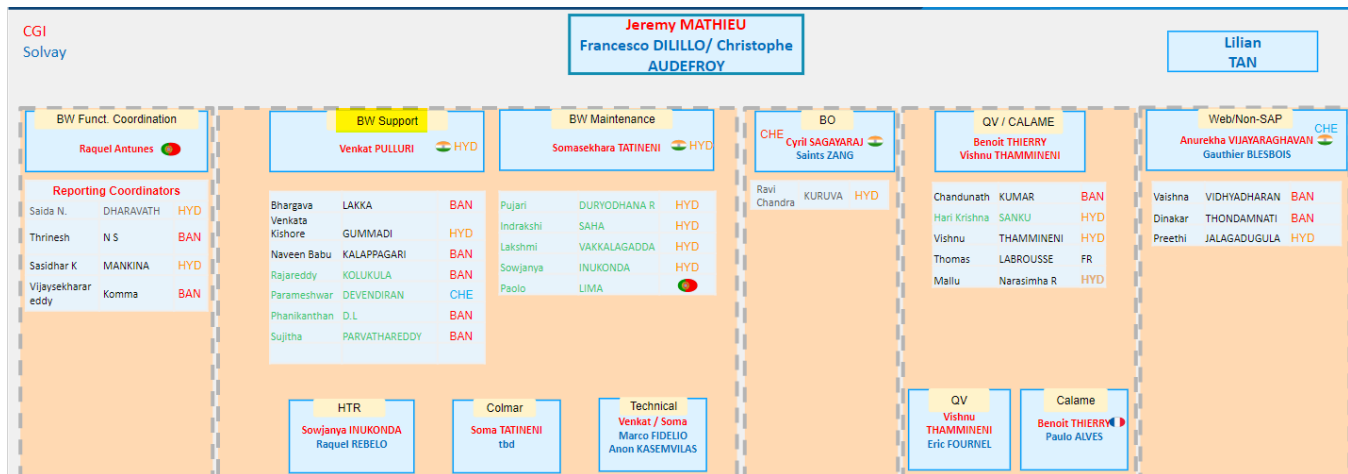 CGI
Solvay
Jeremy MATHIEU
Francesco DILILLO/ Christophe
AUDEFROY
Lilian
TAN
BW Funct. Coordination
Raquel Antunes
Reporting Coordinators
Saida N. DHARAVATH HYD
Thrinesh N S BAN
Sasidhar K MANKINA HYD
Vijaysekharar
eddy Komma BAN
BW Support
Venkat PULLURI HYD
Bhargava LAKKA BAN
Venkata
Kishore GUMMADI HYD
Naveen Babu KALAPPAGARI BAN
Rajareddy KOLUKULA BAN
Parameshwar DEVENDIRAN CHE
Phanikanthan D.L BAN
Sujitha PARVATHAREDDY BAN
BW Maintenance
Somasekhara TATINENI HYD
Pujari DURYODHANA R HYD
Indrakshi SAHA HYD
Lakshmi VAKKALAGADDA HYD
Sowjanya INUKONDA HYD
Paolo LIMA
HTR
Sowjanya INUKONDA
Raquel REBELO
Colmar
Soma TATINENI
tbd
Technical
Venkat / Soma
Marco FIDELIO
Anon KASEMVILAS
BO
CHE Cyril SAGAYARAJ
Saints ZANG
Ravi
Chandra KURUVA HYD
QV / CALAME
Benoit THIERRY
Vishnu THAMMINENI
Chandunath KUMAR BAN
Hari Krishna SANKU HYD
Vishnu THAMMINENI HYD
Thomas LABROUSSE FR
Mallu Narasimha R HYD
QV
Vishnu
THAMMINENI
Eric FOURNEL
Calame
Benoit THIERRY
Paulo ALVES
Web/Non-SAP
CHE
Anurekha VIJAYARAGHAVAN
Gauthier BLESBOIS
Vaishna VIDHYADHARAN BAN
Dinakar THONDAMNATI BAN
Preethi JALAGADUGULA HYD